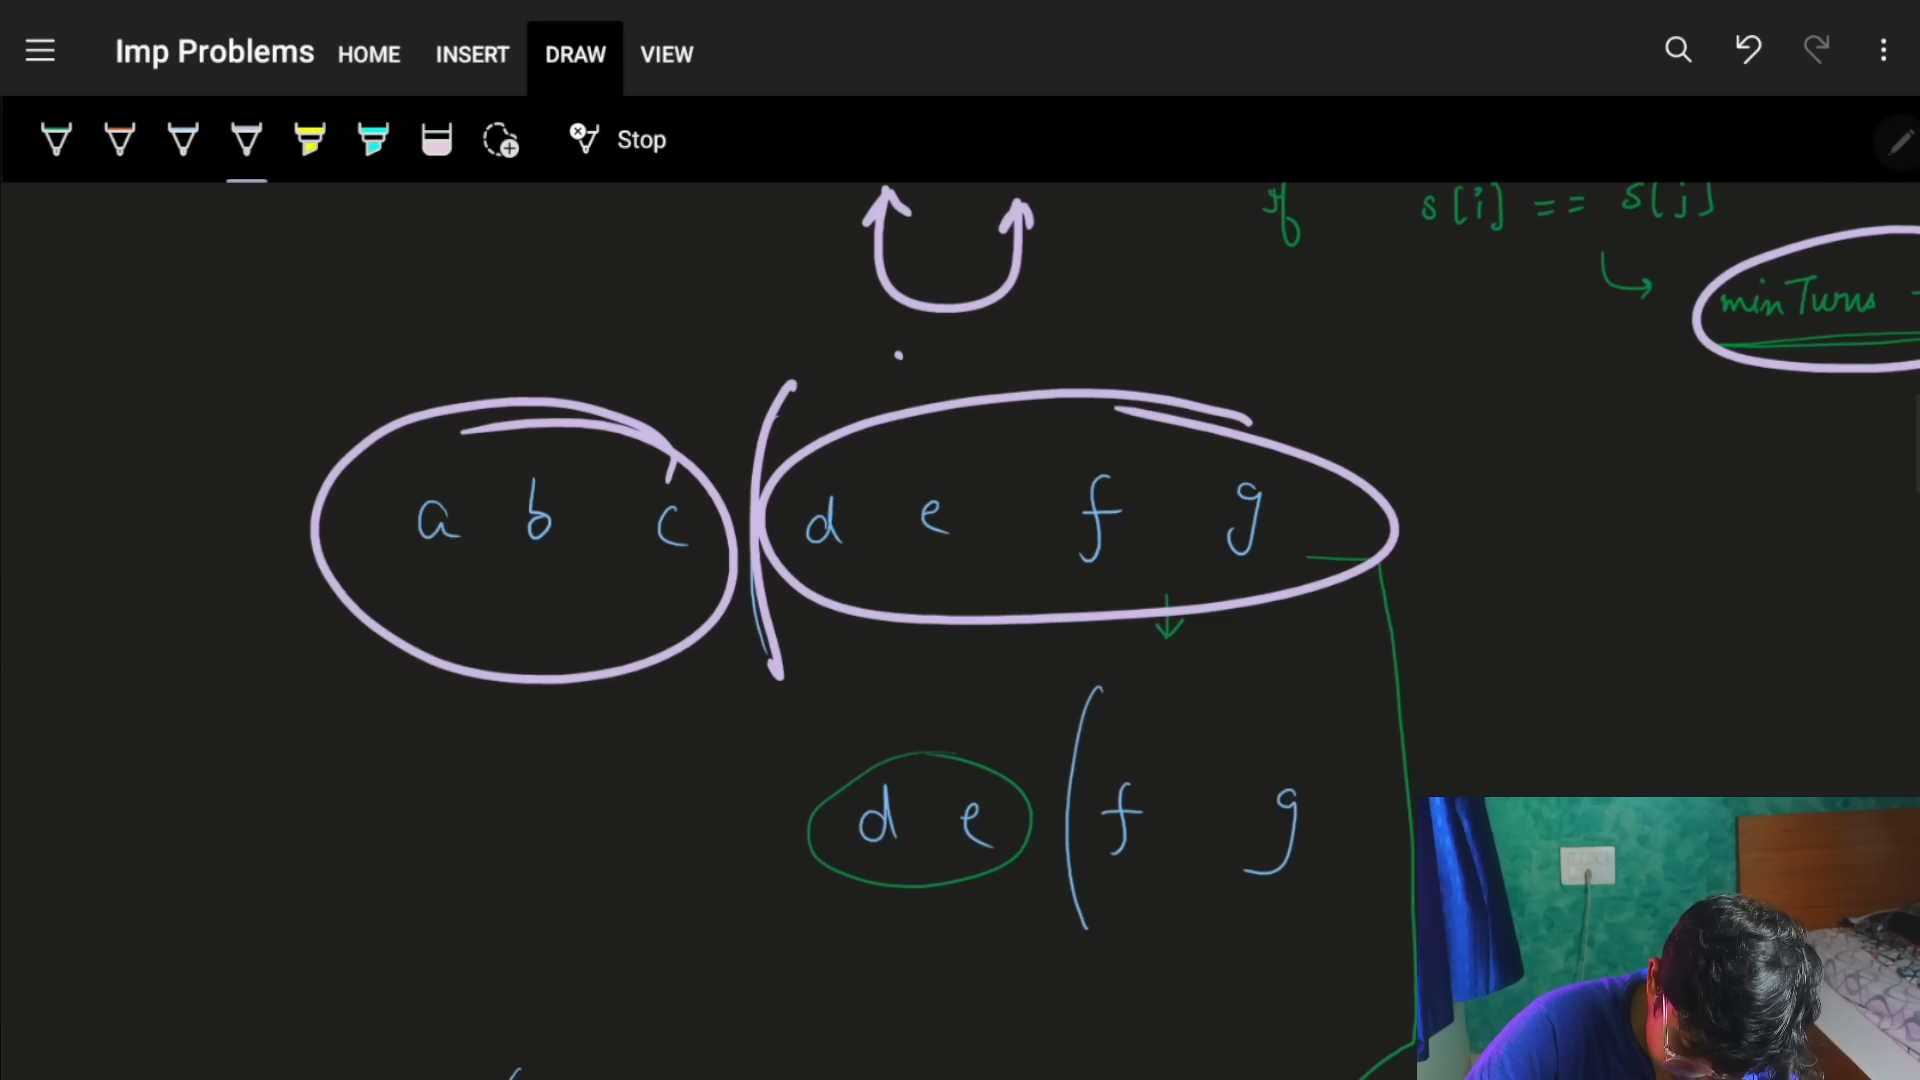 Imp Problems HOME INSERT DRAW VIEW
Stop
if s[i] == s[j]
minTurns -
a b c d e f g
d e f g